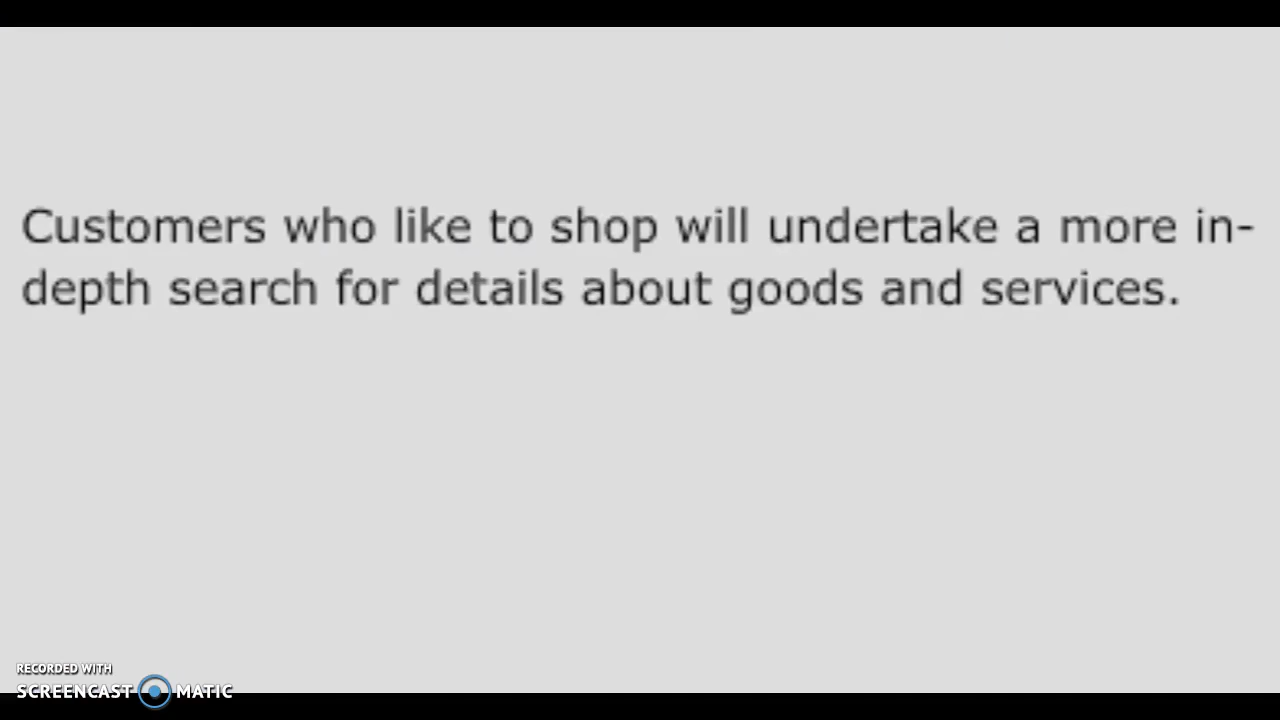 Customers who like to shop will undertake a more in-
depth search for details about goods and services.
RECORDED WITH
SCREENCAST MATIC